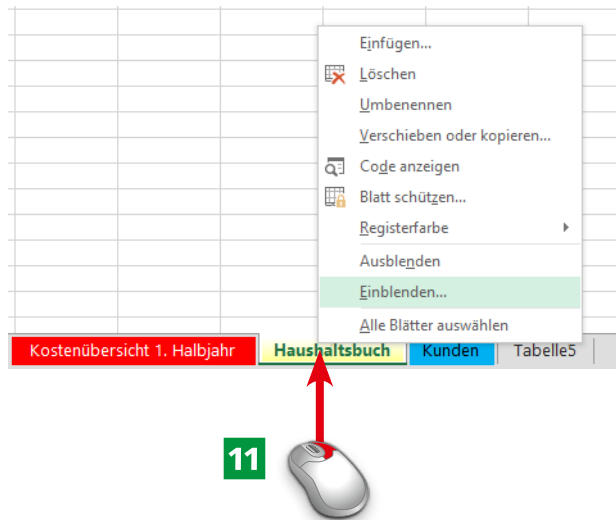 Einfügen...
Löschen
Umbenennen
Verschieben oder kopieren...
Code anzeigen
Blatt schützen...
Registerfarbe
Ausblenden
Einblenden...
Alle Blätter auswählen
Kostenübersicht 1. Halbjahr Haushaltsbuch Kunden Tabelle5
11